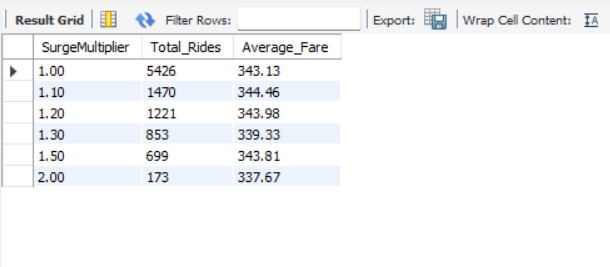 Result Grid Filter Rows: Export: Wrap Cell Content: IA
SurgeMultiplier Total_Rides Average_Fare
1.00 5426 343.13
1.10 1470 344.46
1.20 1221 343.98
1.30 853 339.33
1.50 699 343.81
2.00 173 337.67